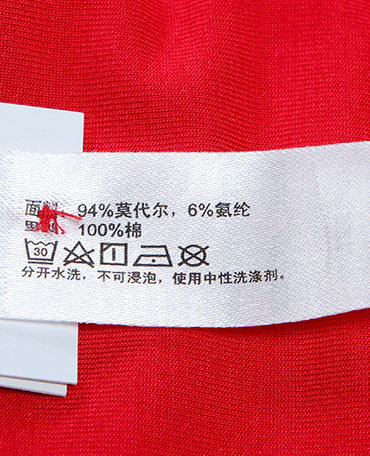 面料 94%莫代尔，6%氨纶
里料 100%棉
30
分开水洗，不可浸泡，使用中性洗涤剂。